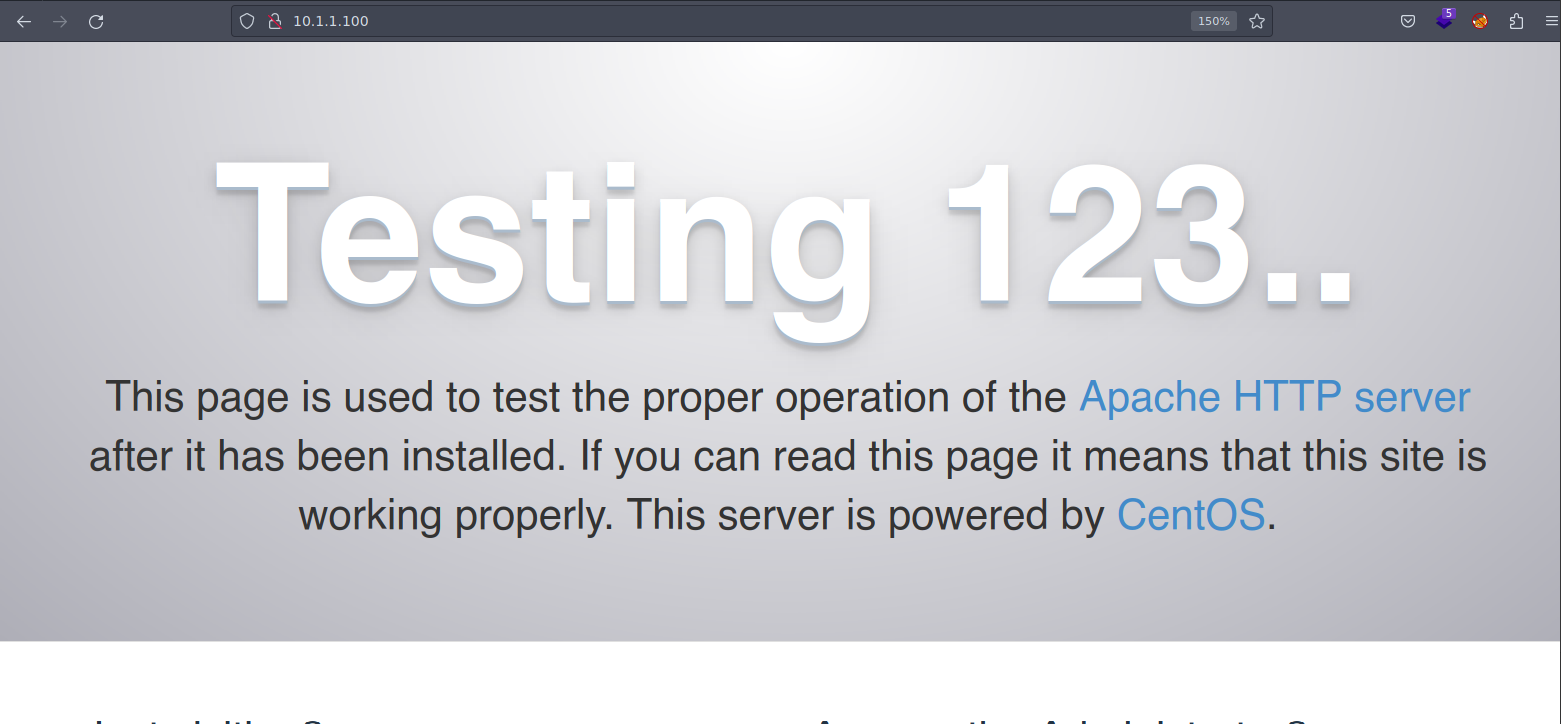 10.1.1.100
150%
5
Testing 123..
This page is used to test the proper operation of the Apache HTTP server
after it has been installed. If you can read this page it means that this site is
working properly. This server is powered by CentOS.